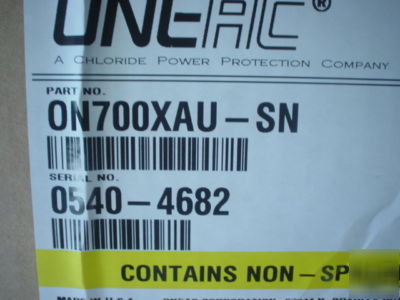 ONEAC®
A CHLORIDE POWER PROTECTION COMPANY
PART NO.
ON700XAU-SN
SERIAL NO.
0540-4682
CONTAINS NON-SP